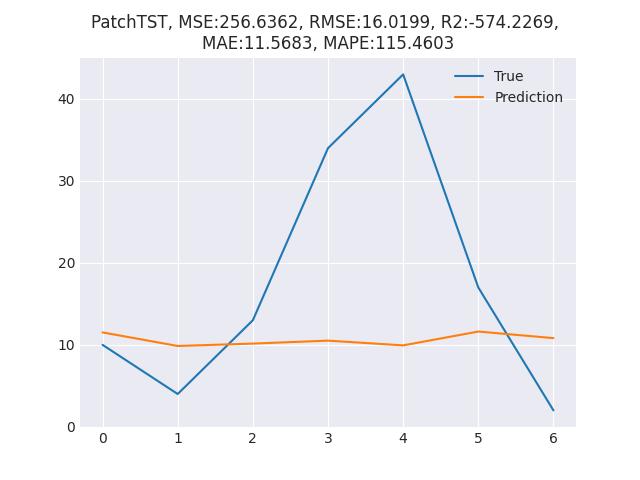 PatchTST, MSE:256.6362, RMSE:16.0199, R2:-574.2269,
MAE:11.5683, MAPE:115.4603
True
Prediction
40
30
20
10
0
0 1 2 3 4 5 6